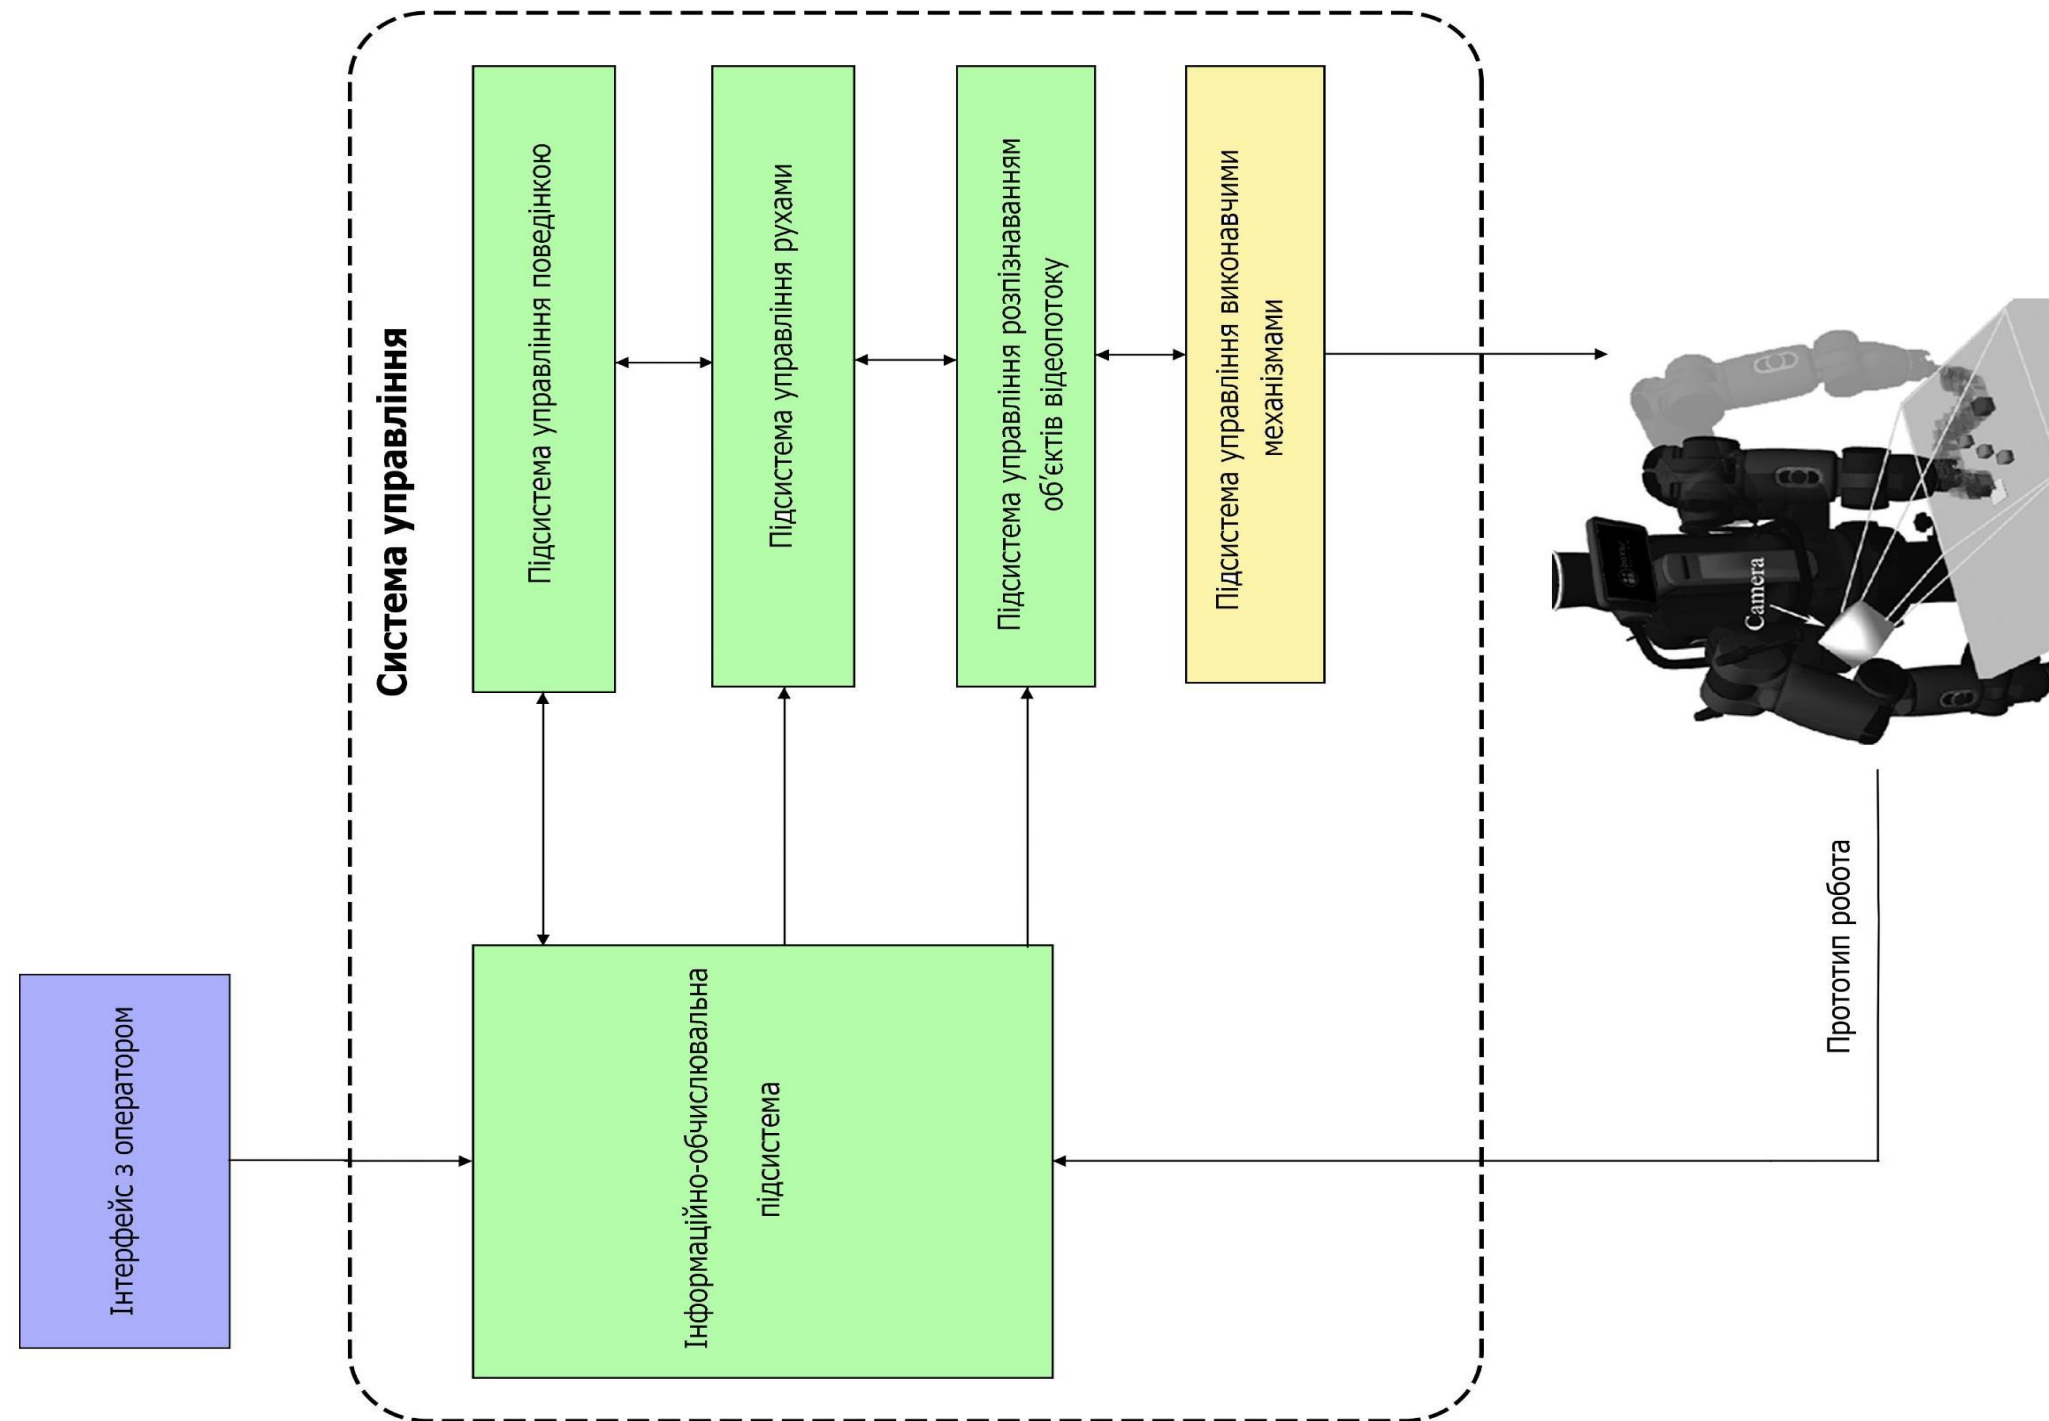 Інтерфейс з оператором
Система управління
Інформаційно-обчислювальна
підсистема
Підсистема управління поведінкою
Підсистема управління рухами
Підсистема управління розпізнаванням
об'єктів відеопотоку
Підсистема управління виконавчими
механізмами
Прототип робота
Camera